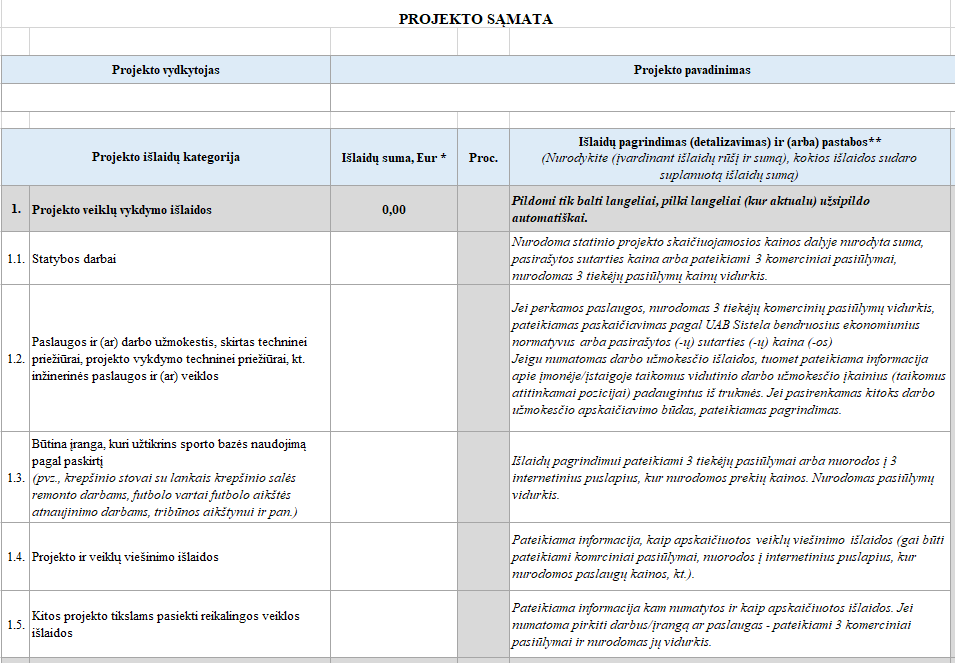 PROJEKTO SĄMATA
Projekto vydkytojas
Projekto pavadinimas
Projekto išlaidų kategorija
Išlaidų suma, Eur *
Proc.
Išlaidų pagrindimas (detalizavimas) ir (arba) pastabos**
(Nurodykite (įvardinant išlaidų rūšį ir sumą), kokios išlaidos sudaro
suplanuotą išlaidų sumą)
1.
Projekto veiklų vykdymo išlaidos
0,00
Pildomi tik balti langeliai, pilki langeliai (kur aktualu) užsipildo
automatiškai.
1.1.
Statybos darbai
Nurodoma statinio projekto skaičiuojamosios kainos dalyje nurodyta suma,
pasirašytos sutarties kaina arba pateikiami 3 komerciniai pasiūlymai,
nurodomas 3 tiekėjų pasiūlymų kainų vidurkis.
1.2.
Paslaugos ir (ar) darbo užmokestis, skirtas techninei
priežiūrai, projekto vykdymo techninei priežiūrai, kt.
inžinerinės paslaugos ir (ar) veiklos
Jei perkamos paslaugos, nurodomas 3 tiekėjų komercinių pasiūlymų vidurkis,
pateikiamas paskaičiavimas pagal UAB Sistela bendruosius ekonomiunius
normatyvus arba pasirašytos (-ų) sutarties (-ų) kaina (-os)
Jeigu numatomas darbo užmokesčio išlaidos, tuomet pateikiama informacija
apie įmonėje/įstaigoje taikomus vidutinio darbo užmokesčio įkainius (taikomus
atitinkamai pozicijai) padaugintus iš trukmės. Jei pasirenkamas kitoks darbo
užmokesčio apskaičiavimo būdas, pateikiamas pagrindimas.
1.3.
Būtina įranga, kuri užtikrins sporto bazės naudojimą
pagal paskirtį
(pvz., krepšinio stovai su lankais krepšinio salės
remonto darbams, futbolo vartai futbolo aikštės
atnaujinimo darbams, tribūnos aikštynui ir pan.)
Išlaidų pagrindimui pateikiami 3 tiekėjų pasiūlymai arba nuorodos į 3
internetinius puslapius, kur nurodomos prekių kainos. Nurodomas pasiūlymų
vidurkis.
1.4.
Projekto ir veiklų viešinimo išlaidos
Pateikiama informacija, kaip apskaičiuotos veiklų viešinimo išlaidos (gai būti
pateikiami komrciniai pasiūlymai, nuorodos į internetinius puslapius, kur
nurodomos paslaugų kainos, kt.).
1.5.
Kitos projekto tikslams pasiekti reikalingos veiklos
išlaidos
Pateikiama informacija kam numatytos ir kaip apskaičiuotos išlaidos. Jei
numatoma pirkiti darbus/įrangą ar paslaugas - pateikiami 3 komerciniai
pasiūlymai ir nurodomas jų vidurkis.